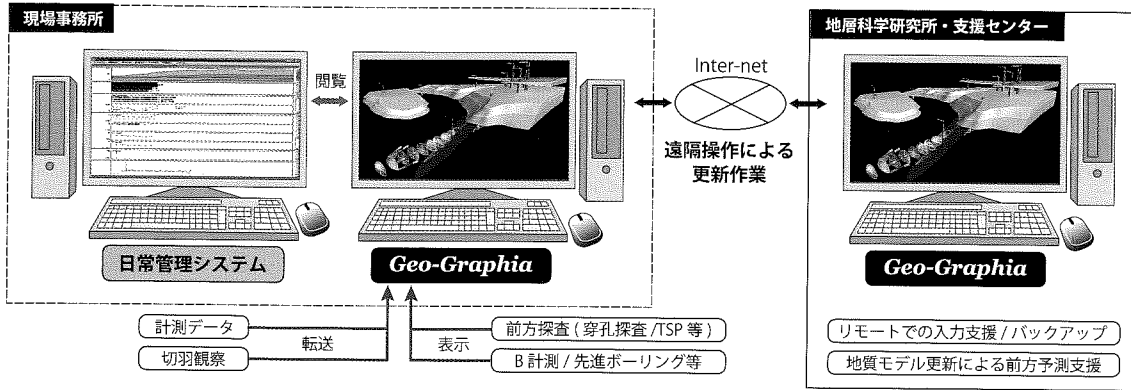 現場事務所
地層科学研究所・支援センター
閲覧
Inter-net
遠隔操作による
更新作業
日常管理システム
Geo-Graphia
Geo-Graphia
計測データ
切羽観察
転送
表示
前方探査(穿孔探査/TSP 等)
B 計測/先進ボーリング等
リモートでの入力支援/バックアップ
地質モデル更新による前方予測支援